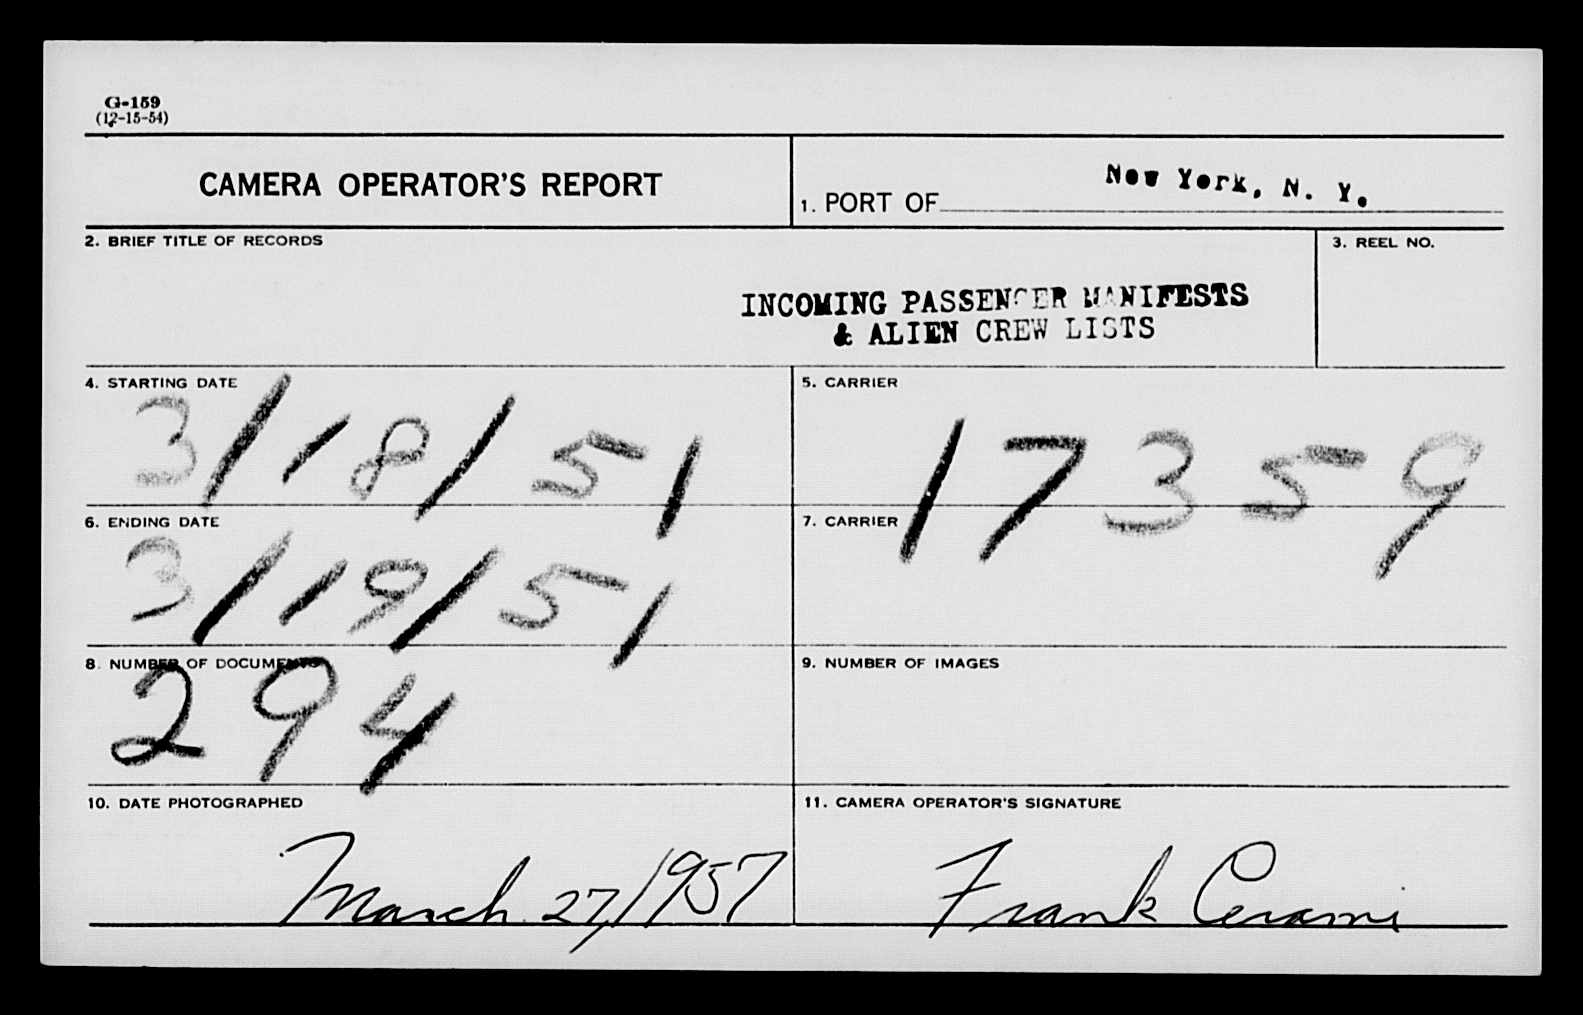 G-159
(12-15-54)
CAMERA OPERATOR'S REPORT
1. PORT OF New York, N. Y.
2. BRIEF TITLE OF RECORDS
3. REEL NO.
INCOMING PASSENGER MANIFESTS
& ALIEN CREW LISTS
4. STARTING DATE
3/18/51
5. CARRIER
17359
6. ENDING DATE
3/19/51
7. CARRIER
8. NUMBER OF DOCUMENTS
294
9. NUMBER OF IMAGES
10. DATE PHOTOGRAPHED
March 27, 1957
11. CAMERA OPERATOR'S SIGNATURE
Frank Cerami